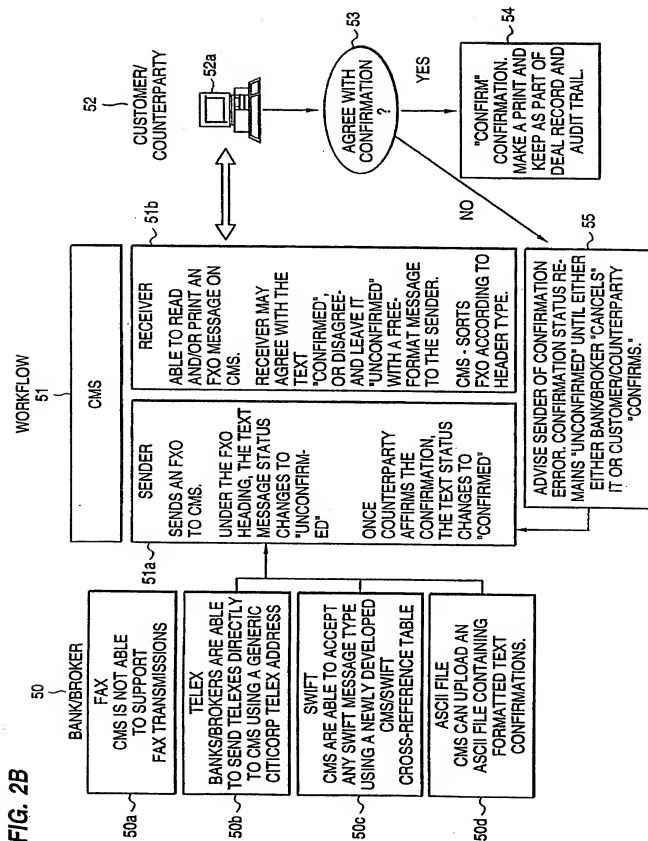 FIG. 2B
WORKFLOW
51
CMS
50
BANK/BROKER
50a
FAX
CMS IS NOT ABLE
TO SUPPORT
FAX TRANSMISSIONS
50b
TELEX
BANKS/BROKERS ARE ABLE
TO SEND TELEXES DIRECTLY
TO CMS USING A GENERIC
CITICORP TELEX ADDRESS
50c
SWIFT
CMS ARE ABLE TO ACCEPT
ANY SWIFT MESSAGE TYPE
USING A NEWLY DEVELOPED
CMS/SWIFT
CROSS-REFERENCE TABLE
50d
ASCII FILE
CMS CAN UPLOAD AN
ASCII FILE CONTAINING
FORMATTED TEXT
CONFIRMATIONS.
51a
SENDER
SENDS AN FXO
TO CMS.
UNDER THE FXO
HEADING, THE TEXT
MESSAGE STATUS
CHANGES TO
"UNCONFIRM-
ED"
ONCE
COUNTERPARTY
AFFIRMS THE
CONFIRMATION,
THE TEXT STATUS
CHANGES TO
"CONFIRMED"
51b
RECEIVER
ABLE TO READ
AND/OR PRINT AN
FXO MESSAGE ON
CMS.
RECEIVER MAY
AGREE WITH THE
TEXT
"CONFIRMED",
OR DISAGREE-
AND LEAVE IT
"UNCONFIRMED"
WITH A FREE-
FORMAT MESSAGE
TO THE SENDER.
CMS - SORTS
FXO ACCORDING TO
HEADER TYPE.
52
CUSTOMER/
COUNTERPARTY
52a
53
AGREE WITH
CONFIRMATION
?
YES
NO
54
"CONFIRM"
CONFIRMATION.
MAKE A PRINT AND
KEEP AS PART OF
DEAL RECORD AND
AUDIT TRAIL.
55
ADVISE SENDER OF CONFIRMATION
ERROR. CONFIRMATION STATUS RE-
MAINS "UNCONFIRMED" UNTIL EITHER
EITHER BANK/BROKER "CANCELS"
IT OR CUSTOMER/COUNTERPARTY
"CONFIRMS."